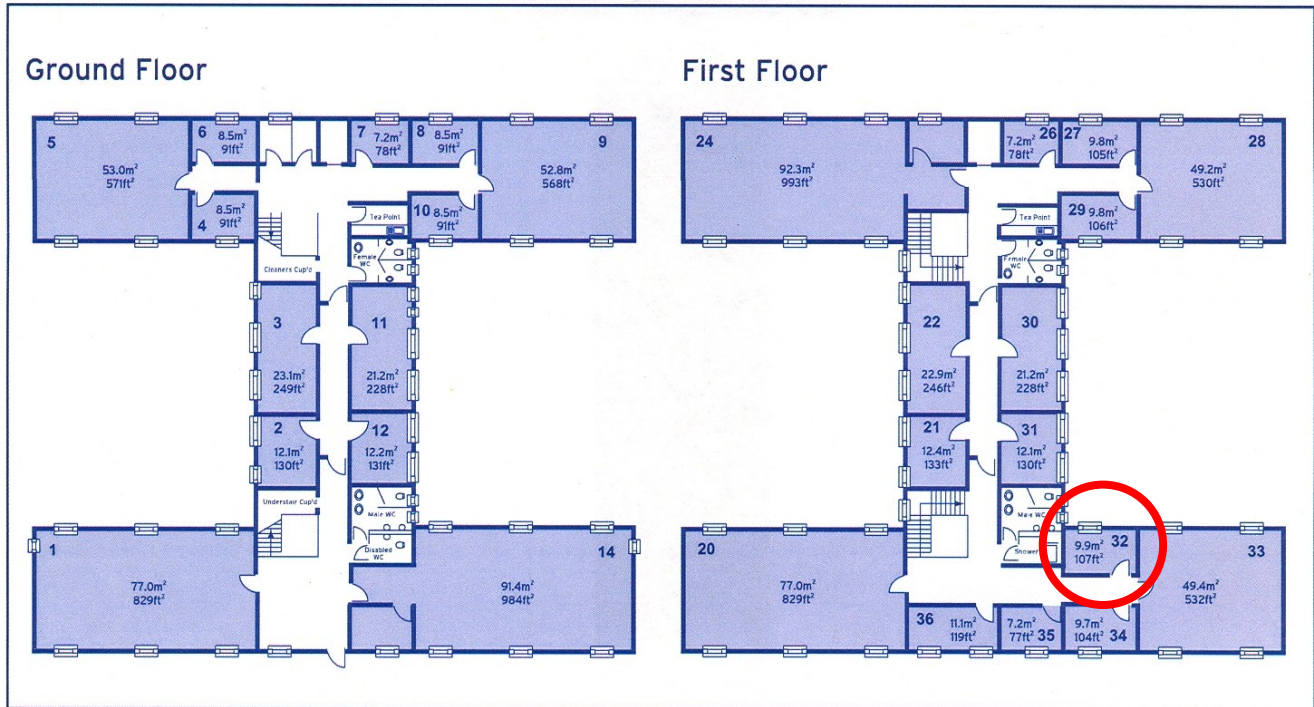 Ground Floor
5
53.0m²
571ft²
6
8.5m²
91ft²
7
7.2m²
78ft²
8
8.5m²
91ft²
9
52.8m²
568ft²
4
8.5m²
91ft²
10
8.5m²
91ft²
Tea Point
Female
WC
Cleaners Cup'd
3
23.1m²
249ft²
11
21.2m²
228ft²
2
12.1m²
130ft²
12
12.2m²
131ft²
Understair Cup'd
Male WC
Disabled
WC
1
77.0m²
829ft²
14
91.4m²
984ft²
First Floor
24
92.3m²
993ft²
26
7.2m²
78ft²
27
9.8m²
105ft²
28
49.2m²
530ft²
29
9.8m²
106ft²
Tea Point
Female
WC
22
22.9m²
246ft²
30
21.2m²
228ft²
21
12.4m²
133ft²
31
12.1m²
130ft²
Male WC
Shower
20
77.0m²
829ft²
32
9.9m²
107ft²
33
49.4m²
532ft²
36
11.1m²
119ft²
35
7.2m²
77ft²
34
9.7m²
104ft²